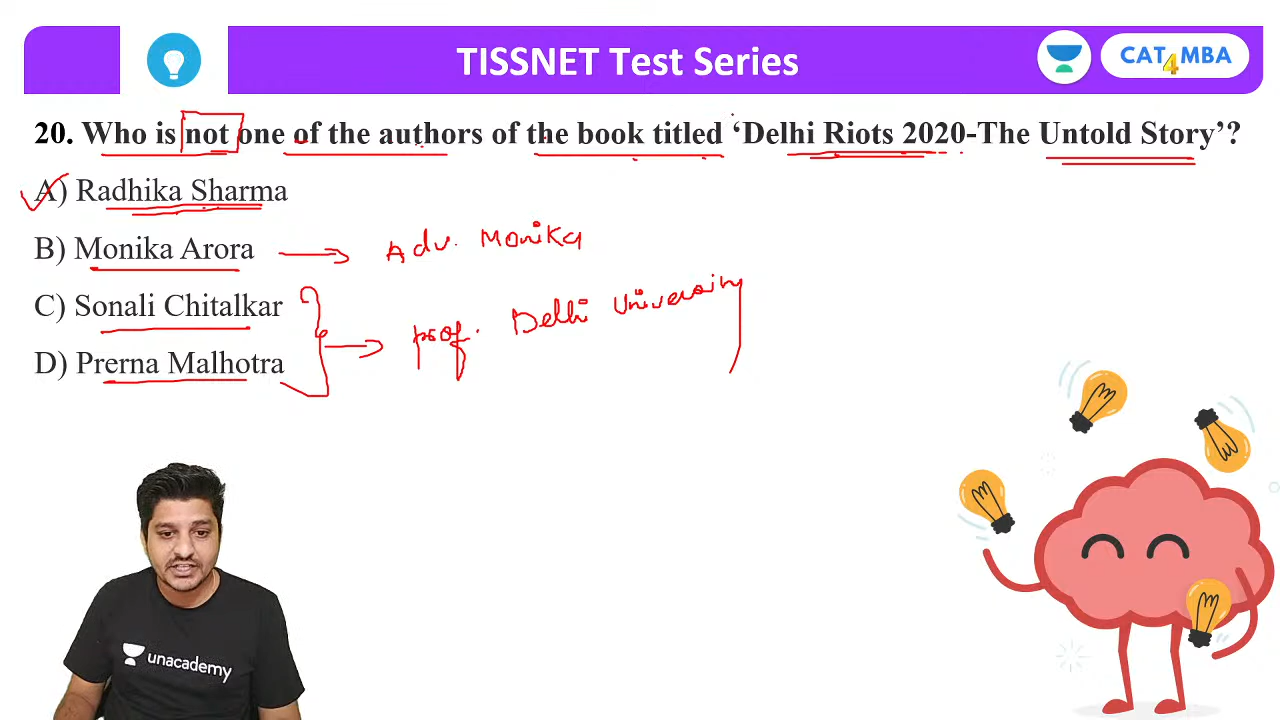 TISSNET Test Series
CAT4MBA
20. Who is not one of the authors of the book titled ‘Delhi Riots 2020-The Untold Story’?
A) Radhika Sharma
B) Monika Arora
Adv. Monika
C) Sonali Chitalkar
prof. Delhi University
D) Prerna Malhotra
unacademy